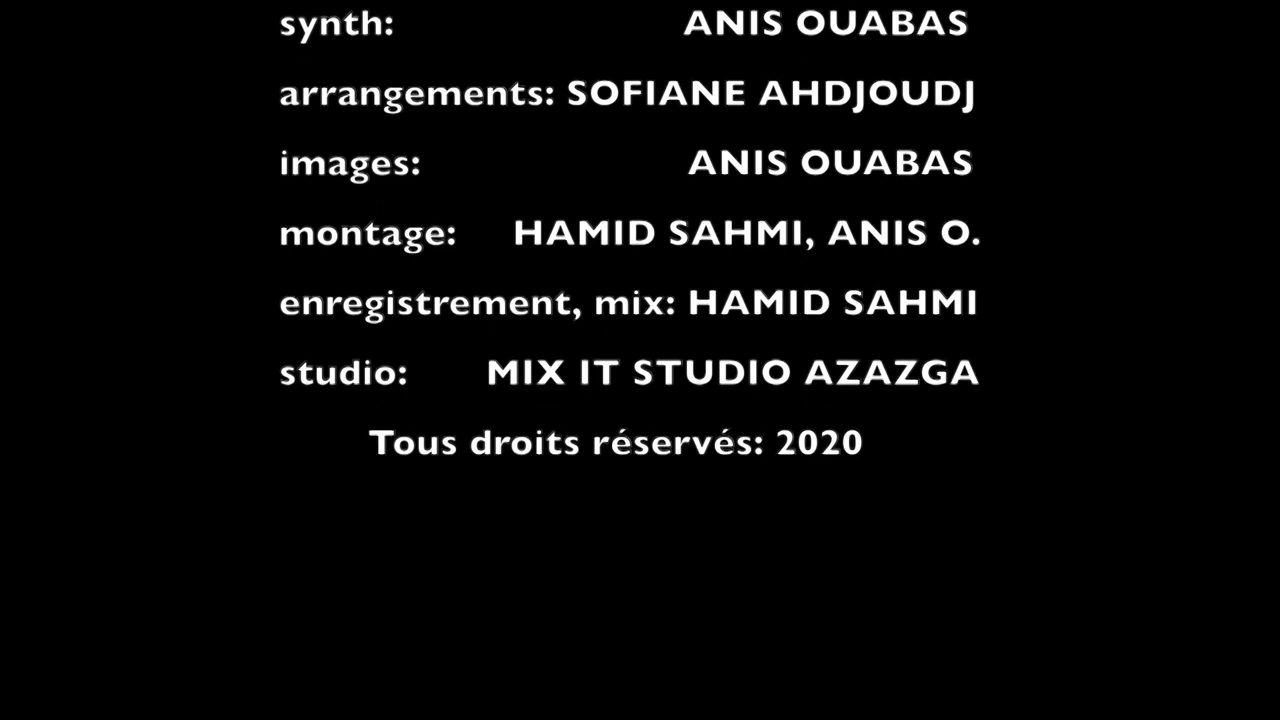 synth: ANIS OUABAS
arrangements: SOFIANE AHDJOUDJ
images: ANIS OUABAS
montage: HAMID SAHMI, ANIS O.
enregistrement, mix: HAMID SAHMI
studio: MIX IT STUDIO AZAZGA
Tous droits réservés: 2020